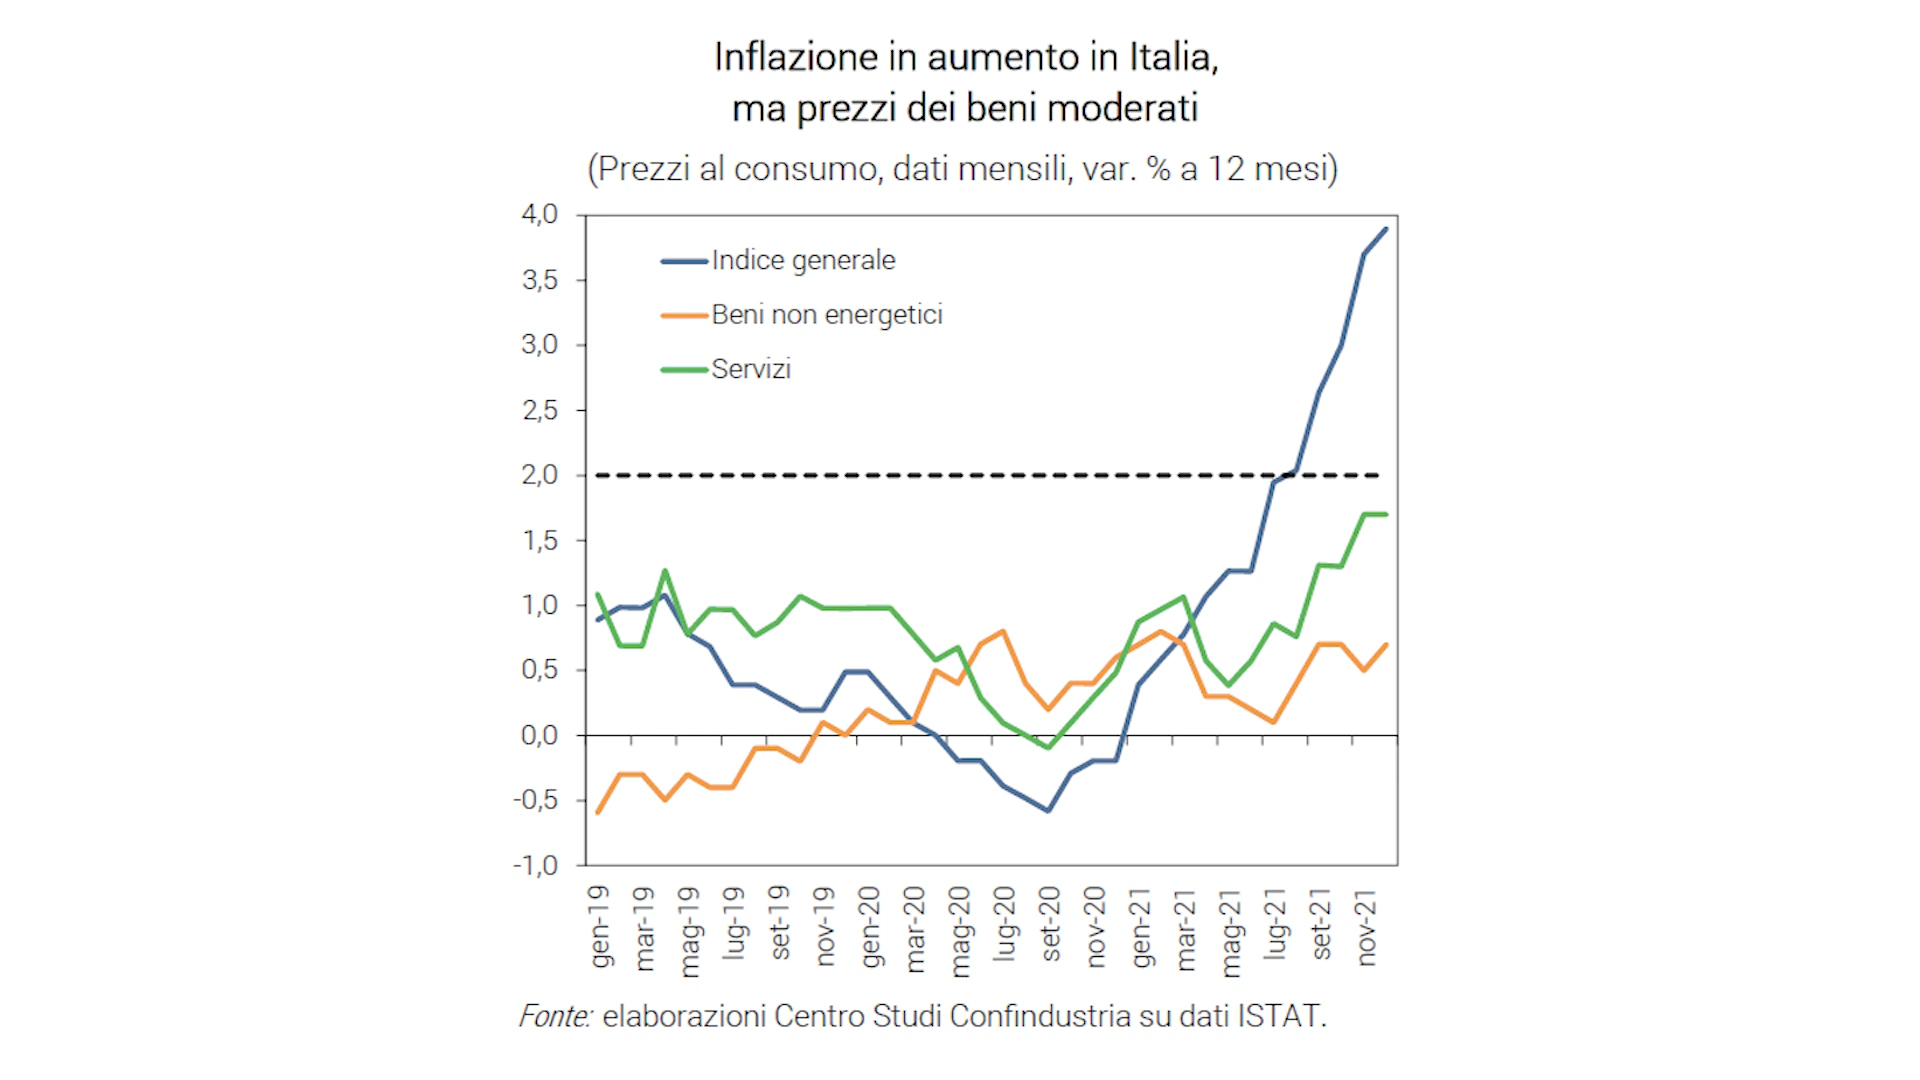 Inflazione in aumento in Italia,
ma prezzi dei beni moderati
(Prezzi al consumo, dati mensili, var. % a 12 mesi)
4,0
3,5
3,0
2,5
2,0
1,5
1,0
0,5
0,0
-0,5
-1,0
Indice generale
Beni non energetici
Servizi
gen-19
mar-19
mag-19
lug-19
set-19
nov-19
gen-20
mar-20
mag-20
lug-20
set-20
nov-20
gen-21
mar-21
mag-21
lug-21
set-21
nov-21
Fonte: elaborazioni Centro Studi Confindustria su dati ISTAT.